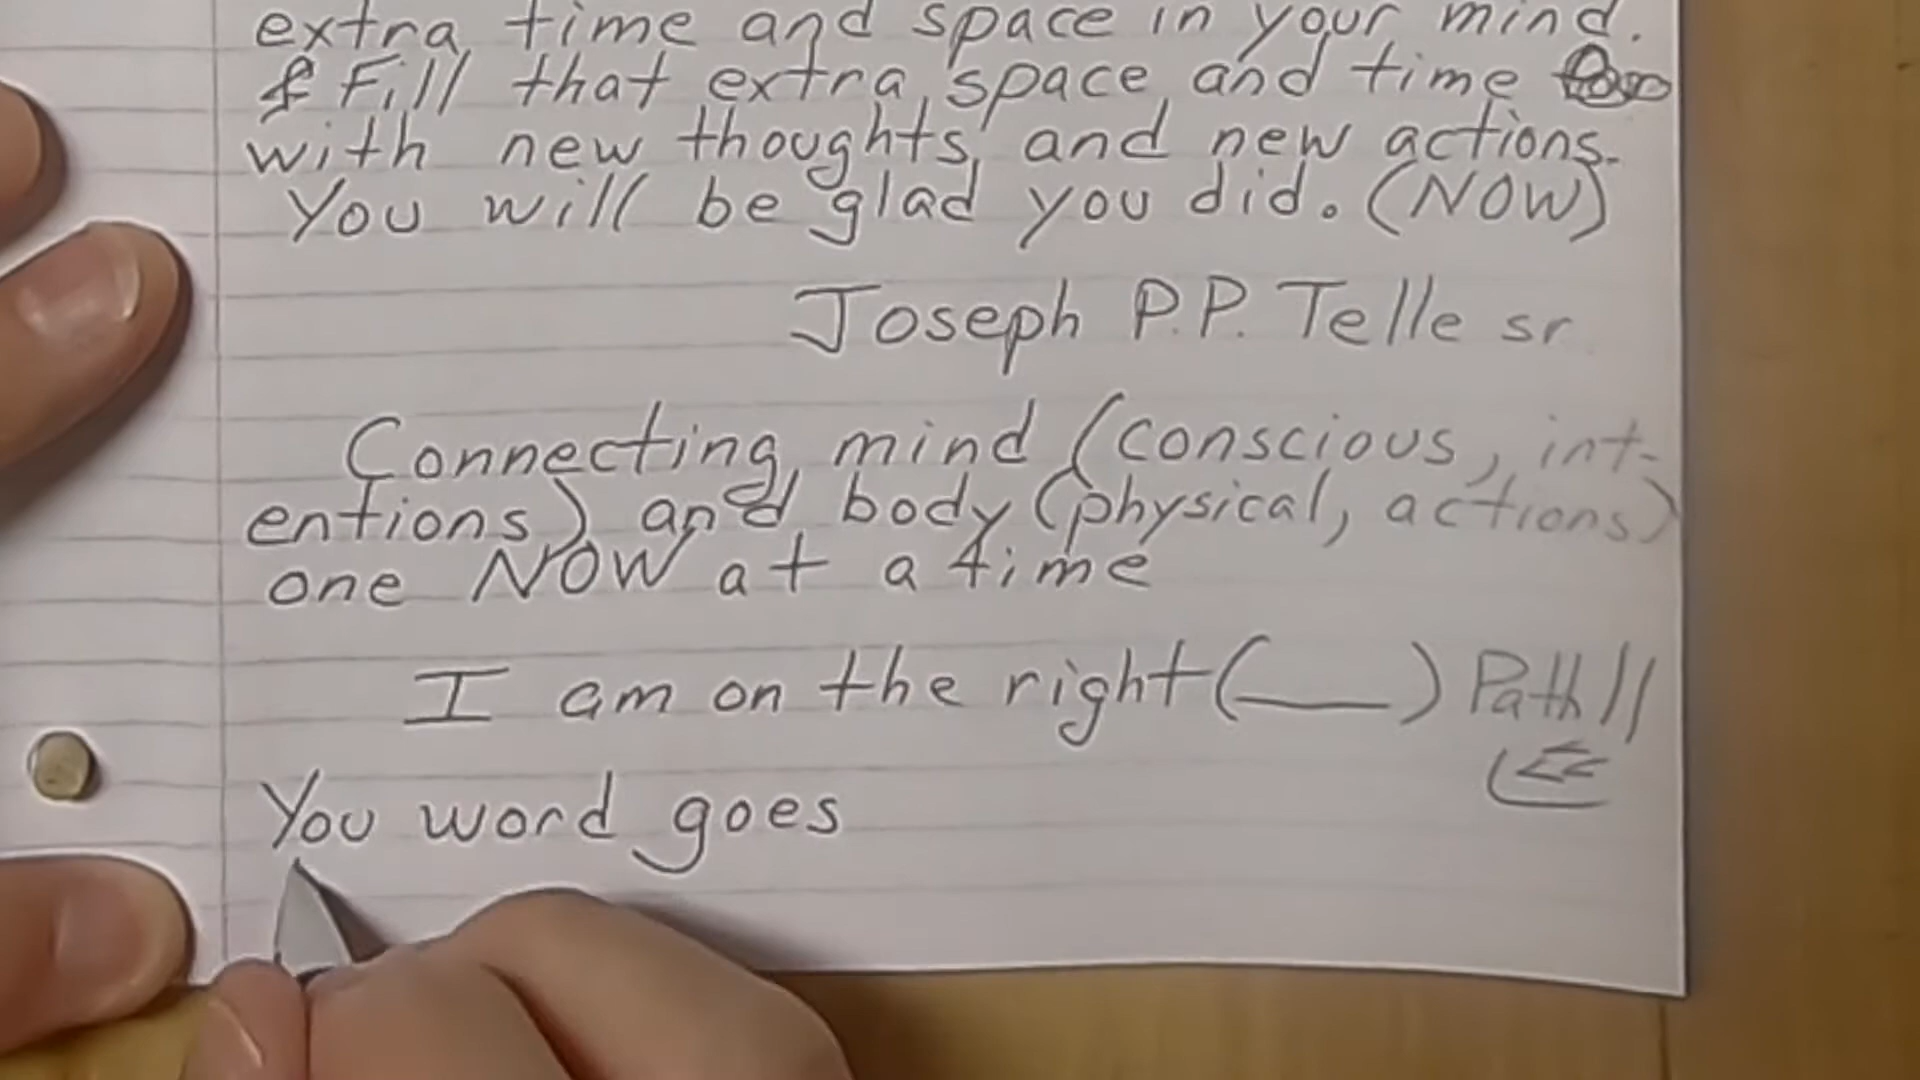 extra time and space in your mind.
& Fill that extra space and time
with new thoughts and new actions.
You will be glad you did. (NOW)
Joseph P.P. Telle sr
Connecting mind (conscious, int-
entions) and body (physical, actions)
one NOW at a time
I am on the right (___) Path!!
You word goes